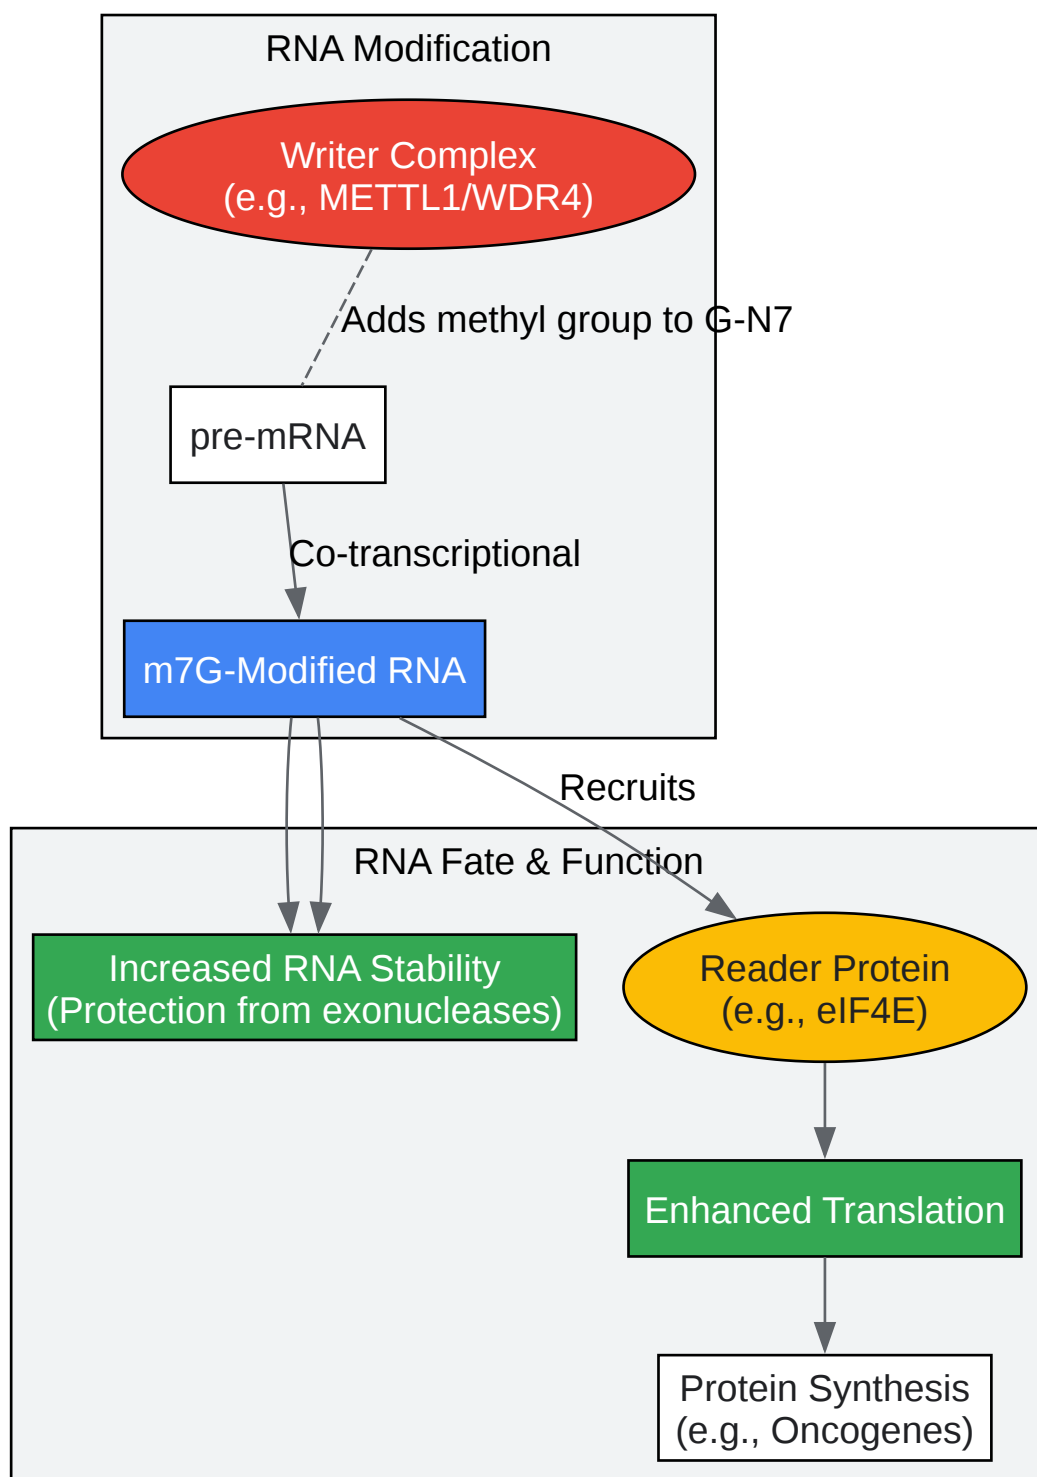 RNA Modification
Writer Complex
(e.g., METTL1/WDR4)
Adds methyl group to G-N7
pre-mRNA
Co-transcriptional
m7G-Modified RNA
Recruits
RNA Fate & Function
Increased RNA Stability
(Protection from exonucleases)
Reader Protein
(e.g., eIF4E)
Enhanced Translation
Protein Synthesis
(e.g., Oncogenes)